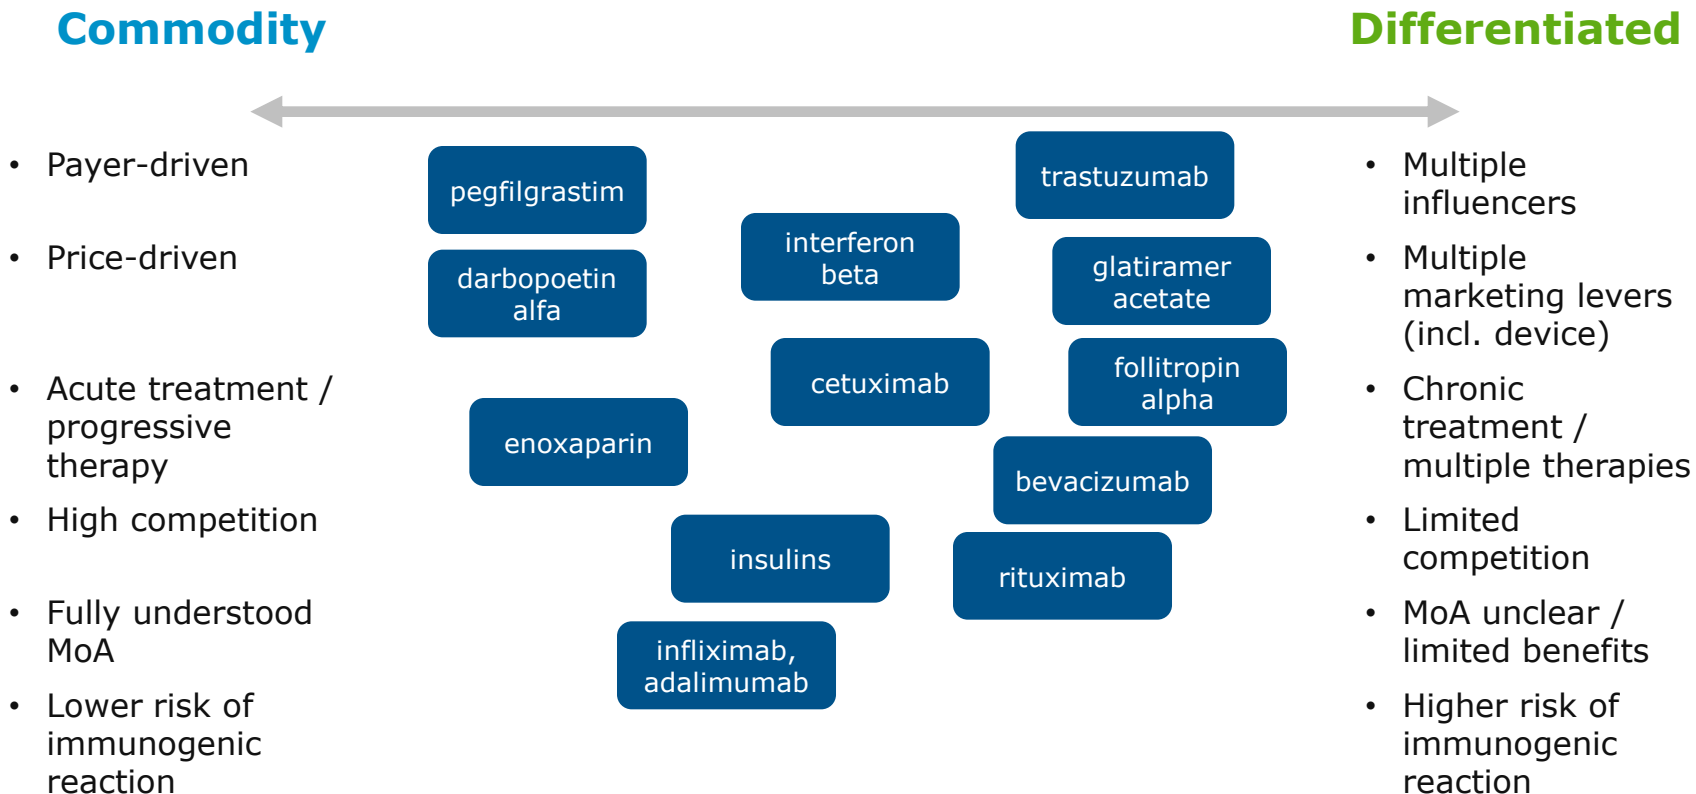 Commodity
Differentiated
• Payer-driven
• Price-driven
• Acute treatment /
progressive
therapy
• High competition
• Fully understood
MoA
• Lower risk of
immunogenic
reaction
pegfilgrastim
darbopoetin
alfa
enoxaparin
insulins
infliximab,
adalimumab
interferon
beta
cetuximab
trastuzumab
glatiramer
acetate
follitropin
alpha
bevacizumab
rituximab
• Multiple
influencers
• Multiple
marketing levers
(incl. device)
• Chronic
treatment /
multiple therapies
• Limited
competition
• MoA unclear /
limited benefits
• Higher risk of
immunogenic
reaction